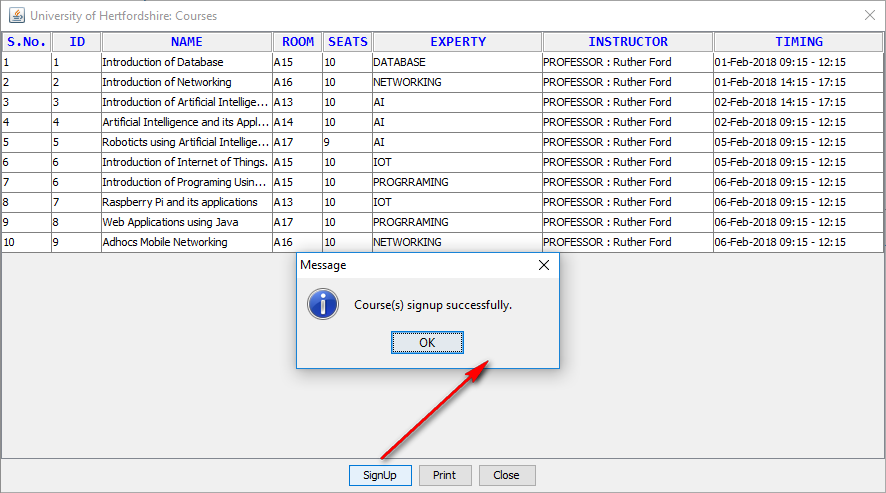 University of Hertfordshire: Courses
S.No. ID NAME ROOM SEATS EXPERTY INSTRUCTOR TIMING
1 1 Introduction of Database A15 10 DATABASE PROFESSOR : Ruther Ford 01-Feb-2018 09:15 - 12:15
2 2 Introduction of Networking A16 10 NETWORKING PROFESSOR : Ruther Ford 01-Feb-2018 14:15 - 17:15
3 3 Introduction of Artificial Intellige... A13 10 AI PROFESSOR : Ruther Ford 02-Feb-2018 14:15 - 17:15
4 4 Artificial Intelligence and its Appl... A14 10 AI PROFESSOR : Ruther Ford 02-Feb-2018 09:15 - 12:15
5 5 Roboticts using Artificial Intellige... A17 9 AI PROFESSOR : Ruther Ford 05-Feb-2018 09:15 - 12:15
6 6 Introduction of Internet of Things. A15 10 IOT PROFESSOR : Ruther Ford 05-Feb-2018 09:15 - 12:15
7 6 Introduction of Programing Usin... A15 10 PROGRRAMING PROFESSOR : Ruther Ford 06-Feb-2018 09:15 - 12:15
8 7 Raspberry Pi and its applications A13 10 IOT PROFESSOR : Ruther Ford 06-Feb-2018 09:15 - 12:15
9 8 Web Applications using Java A17 10 PROGRRAMING PROFESSOR : Ruther Ford 06-Feb-2018 09:15 - 12:15
10 9 Adhocs Mobile Networking A16 10 NETWORKING PROFESSOR : Ruther Ford 06-Feb-2018 09:15 - 12:15
Message
Course(s) signup successfully.
OK
SignUp Print Close